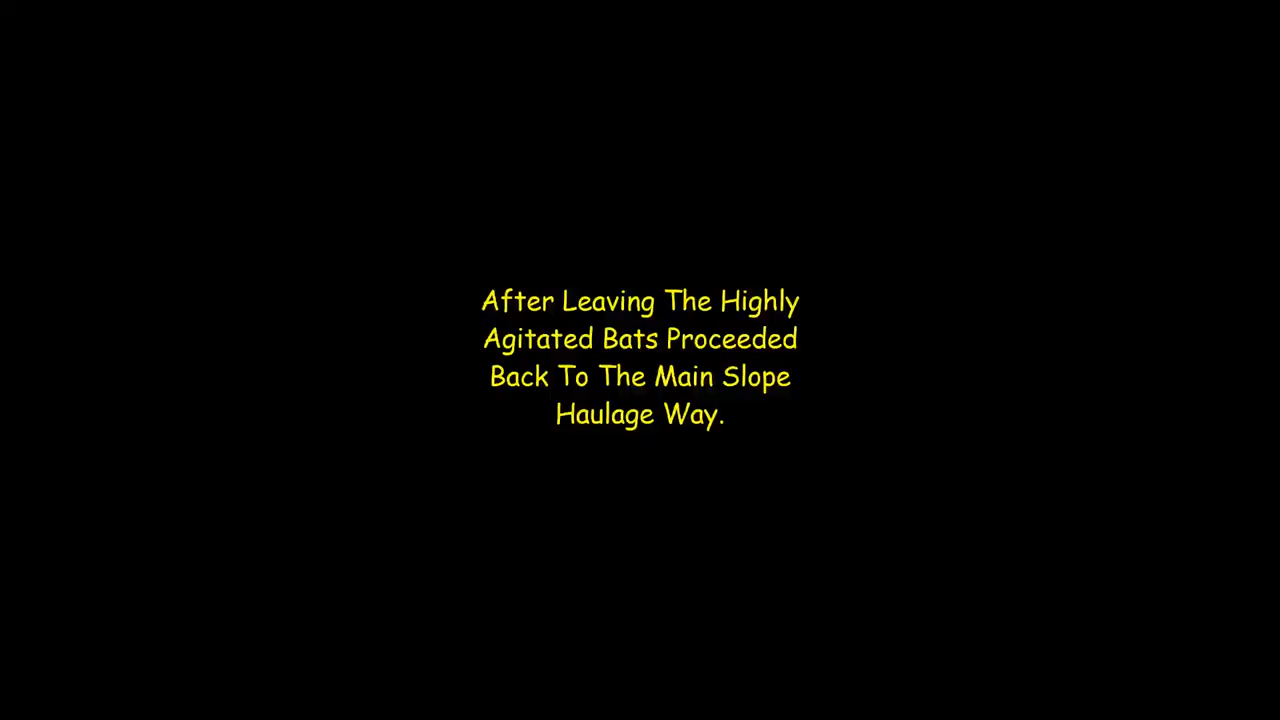 After Leaving The Highly
Agitated Bats Proceeded
Back To The Main Slope
Haulage Way.